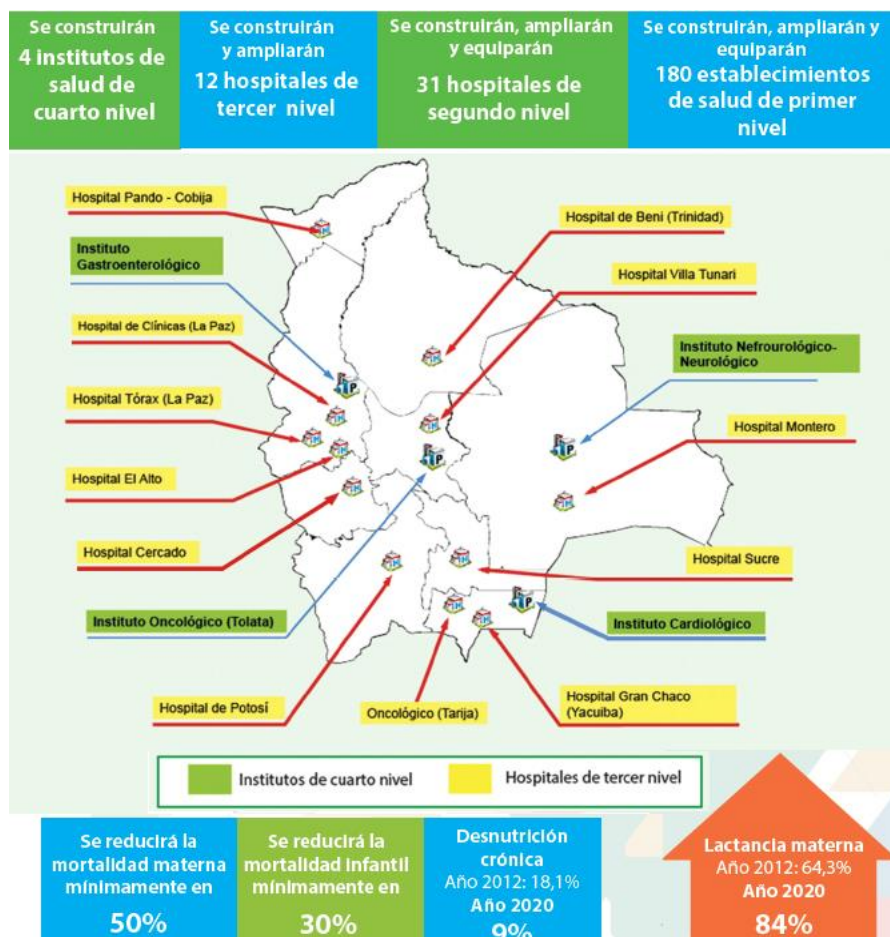 Se construirán
4 institutos de
salud de
cuarto nivel
Se construirán
y ampliarán
12 hospitales de
tercer nivel
Se construirán, ampliarán
y equiparán
31 hospitales de
segundo nivel
Se construirán, ampliarán y
equiparán
180 establecimientos
de salud de primer
nivel
Hospital Pando - Cobija
Instituto
Gastroenterológico
Hospital de Clínicas (La Paz)
Hospital Tórax (La Paz)
Hospital El Alto
Hospital Cercado
Instituto Oncológico (Tolata)
Hospital de Potosí
Oncológico (Tarija)
Hospital de Beni (Trinidad)
Hospital Villa Tunari
Instituto Nefrourológico-
Neurológico
Hospital Montero
Hospital Sucre
Instituto Cardiológico
Hospital Gran Chaco
(Yacuiba)
Institutos de cuarto nivel
Hospitales de tercer nivel
Se reducirá la
mortalidad materna
mínimamente en
50%
Se reducirá la
mortalidad infantil
mínimamente en
30%
Desnutrición
crónica
Año 2012: 18,1%
Año 2020
9%
Lactancia materna
Año 2012: 64,3%
Año 2020
84%